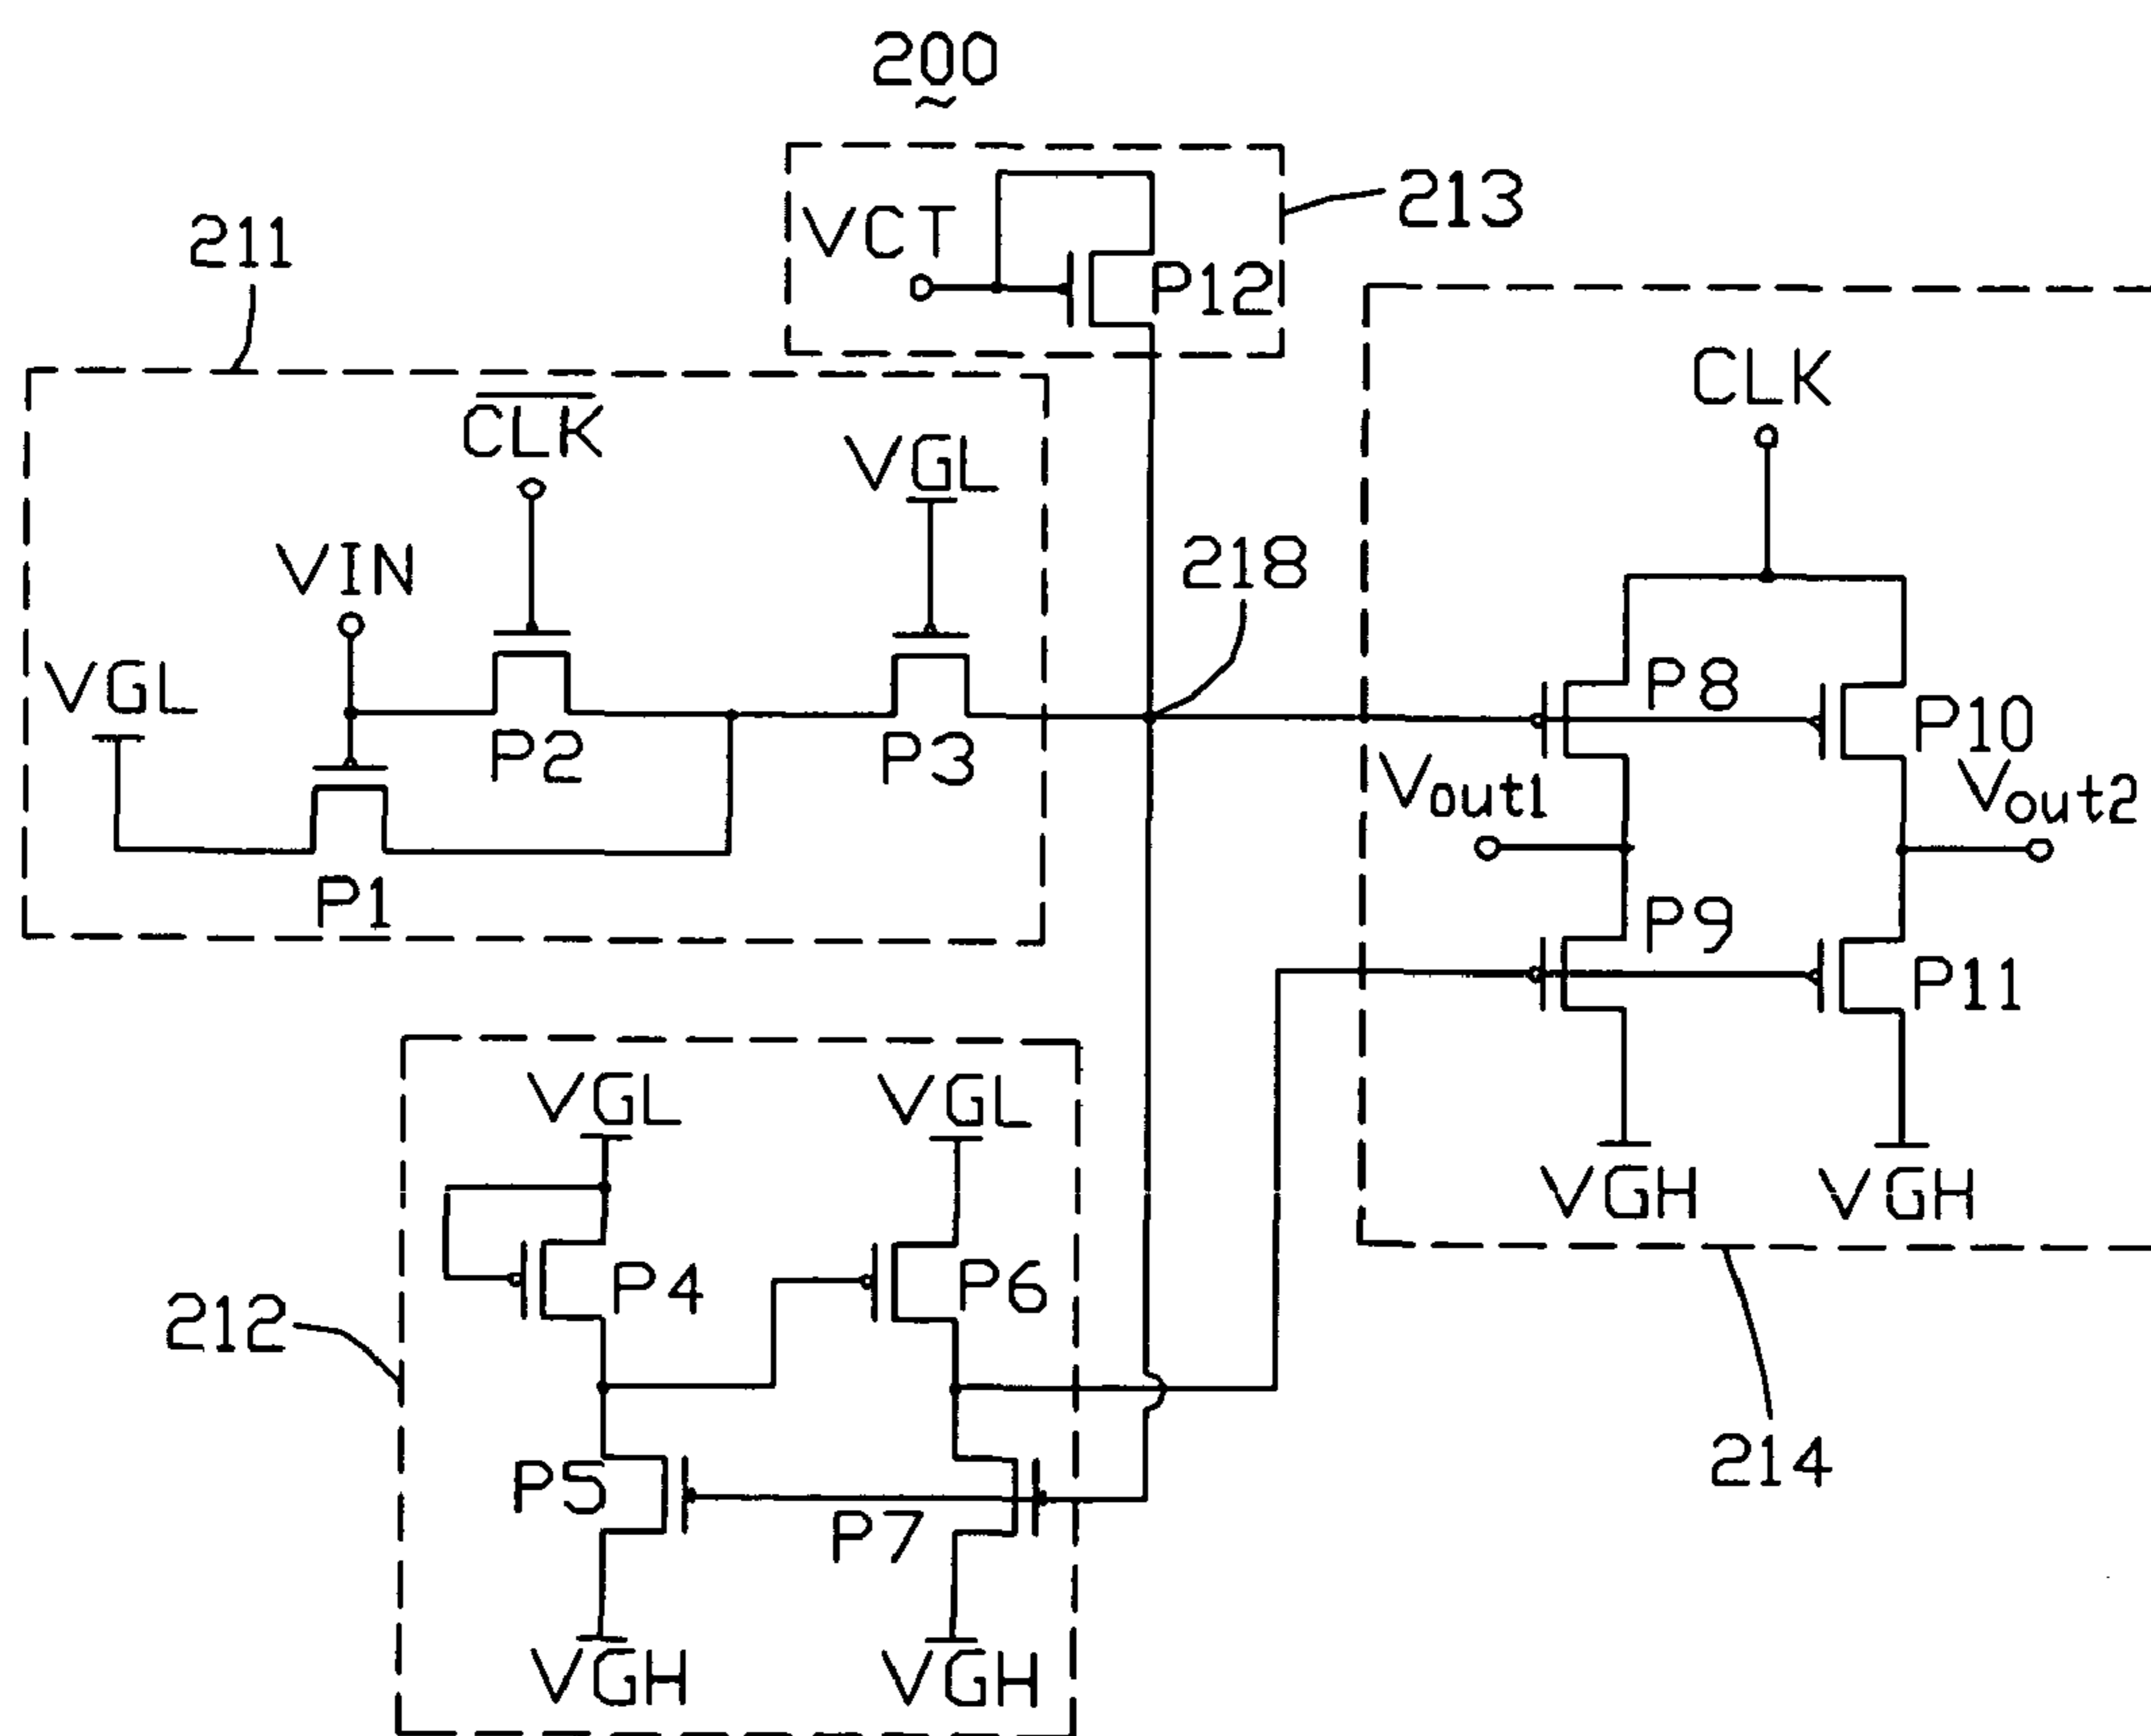 200
213
VCT
P12
211
CLK
CLK
VGL
VIN
218
VGL
P8
P10
P2
P3
Vout1
Vout2
P1
P9
P11
VGL
VGL
VGH
VGH
P4
P6
212
214
P5
P7
VGH
VGH